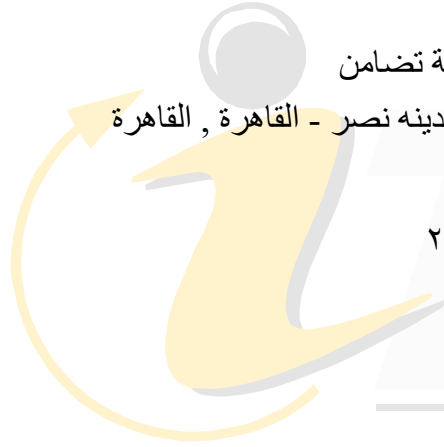 ة تضامن
دينه نصر - القاهرة , القاهرة
٢